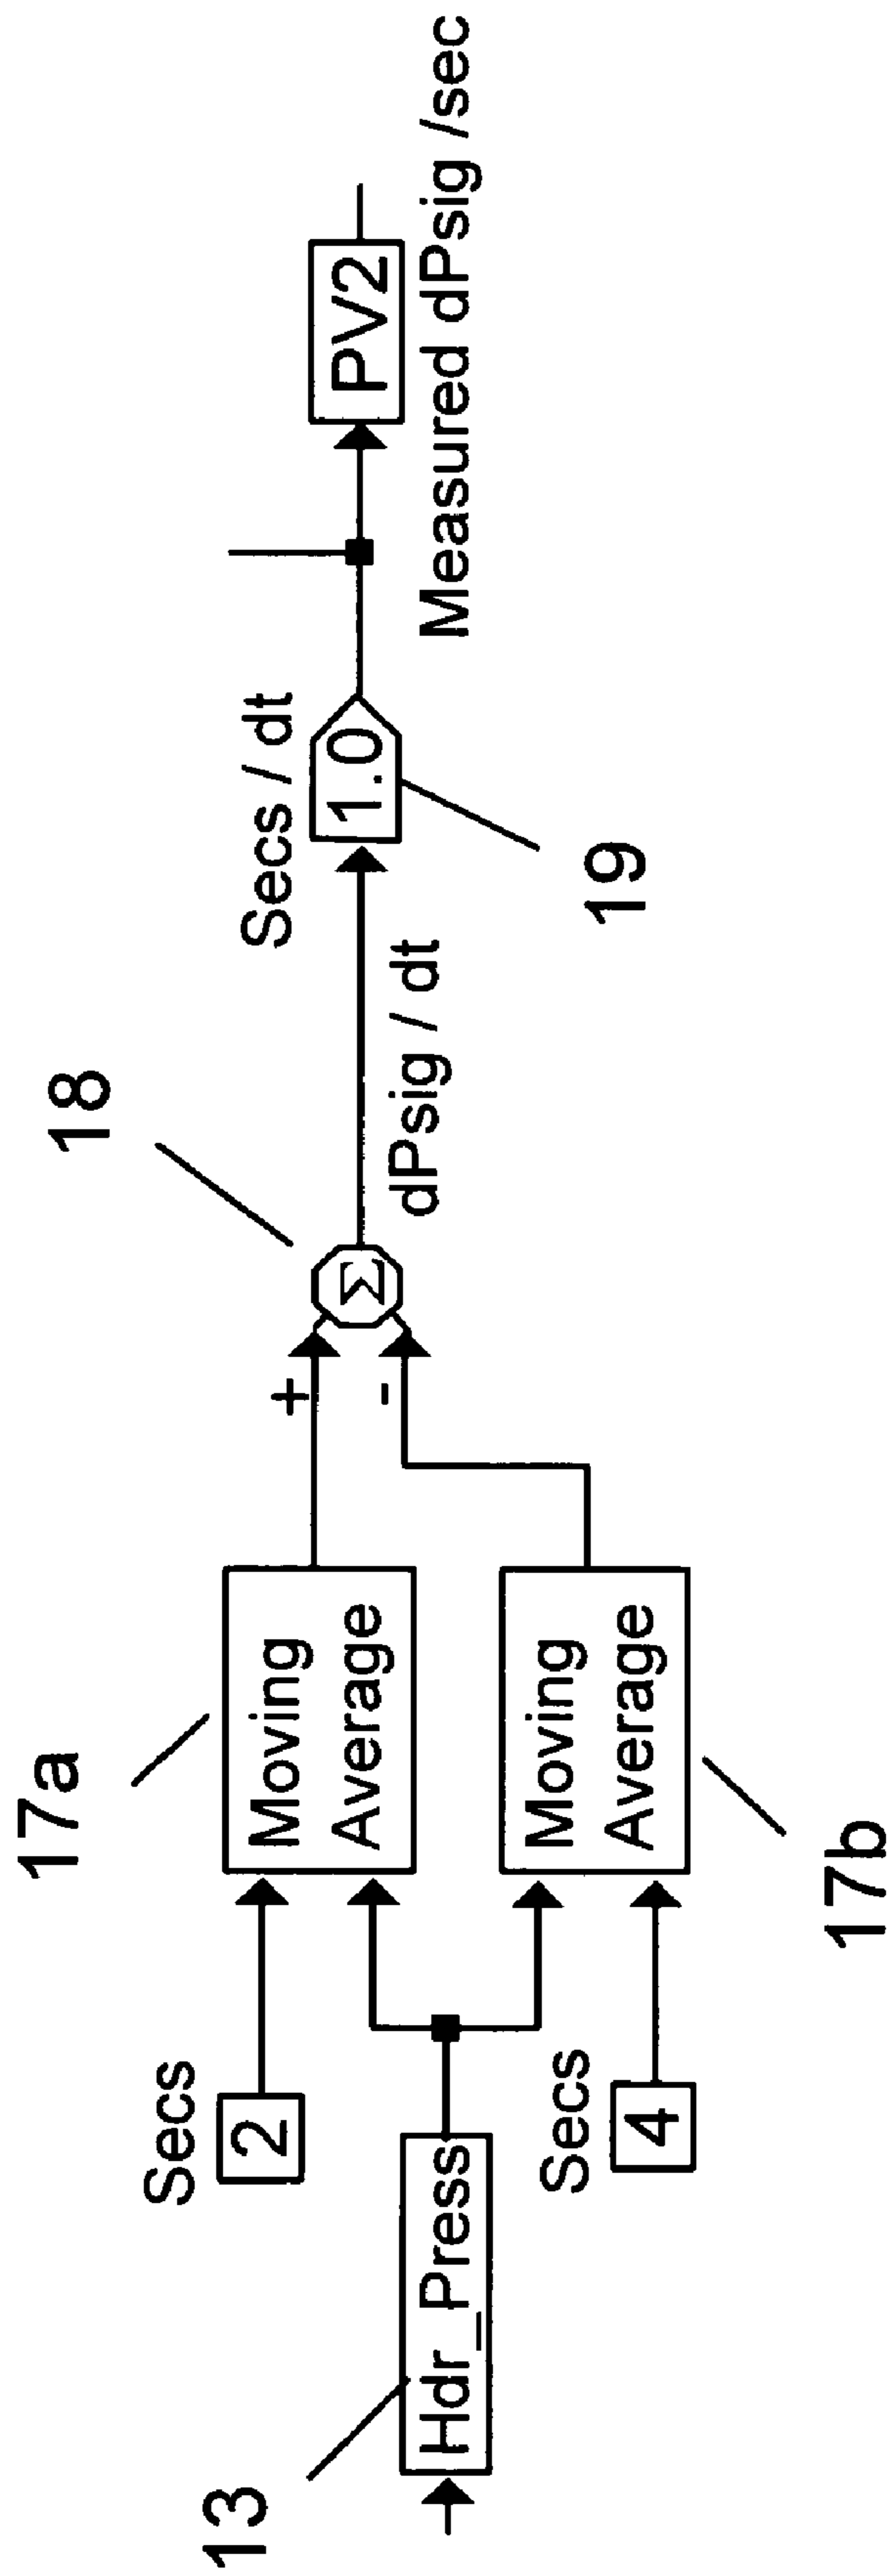 13
Hdr_Press
Secs
2
Secs
4
17a
Moving
Average
Moving
Average
17b
+
-
Σ
18
dPsig / dt
Secs / dt
1.0
19
PV2
Measured dPsig /sec